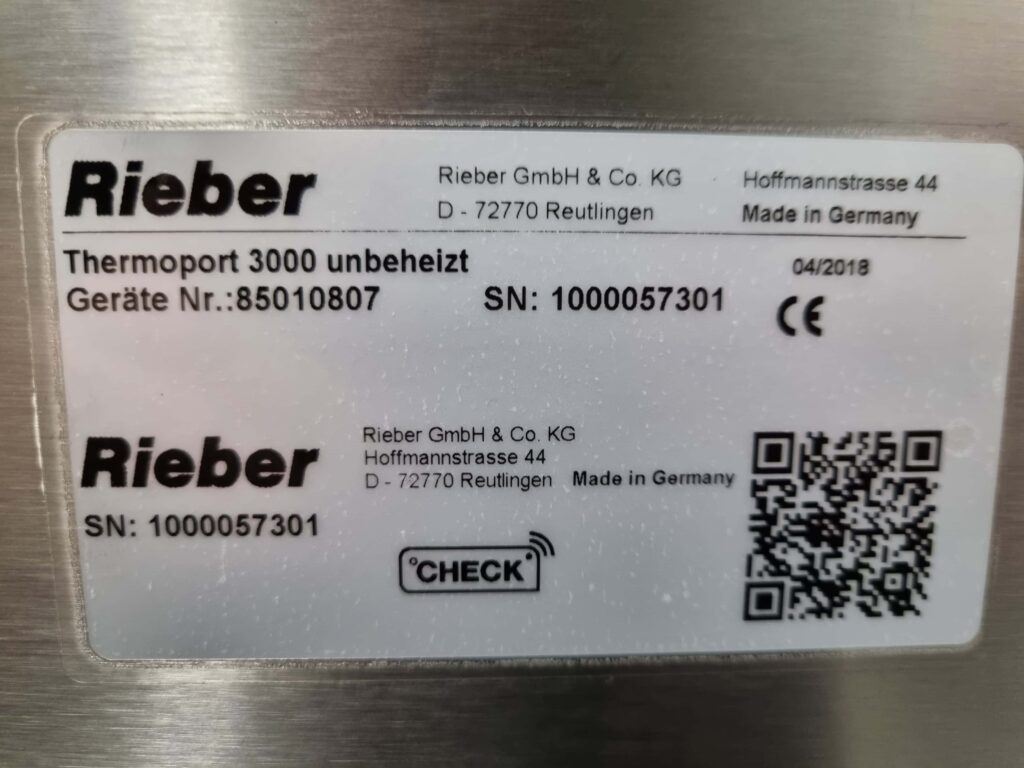 Rieber
Rieber GmbH & Co. KG
Hoffmannstrasse 44
D - 72770 Reutlingen
Made in Germany
Thermoport 3000 unbeheizt
04/2018
Geräte Nr.:85010807
SN: 1000057301
CE
Rieber
Rieber GmbH & Co. KG
Hoffmannstrasse 44
D - 72770 Reutlingen
Made in Germany
SN: 1000057301
°CHECK